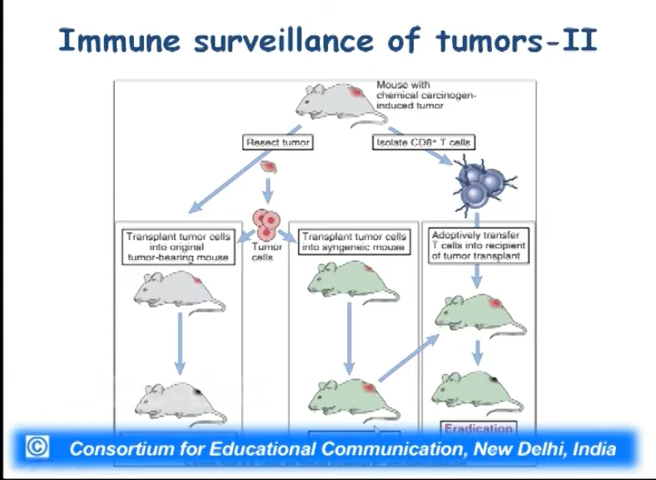 Immune surveillance of tumors-II
Mouse with
chemical carcinogen-
induced tumor
Resect tumor
Isolate CD8+ T cells
Transplant tumor cells
into original
tumor-bearing mouse
Tumor
cells
Transplant tumor cells
into syngeneic mouse
Adoptively transfer
T cells into recipient
of tumor transplant
Eradication
© Consortium for Educational Communication, New Delhi, India